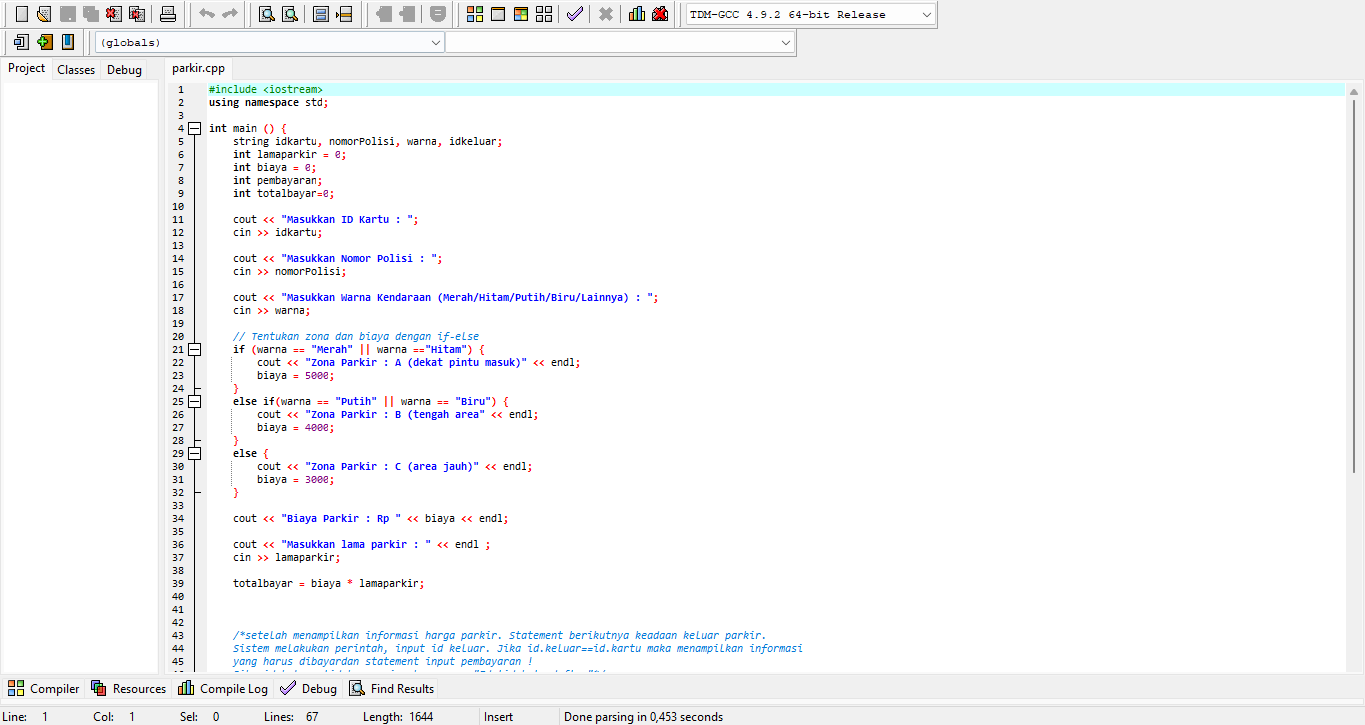 TDM-GCC 4.9.2 64-bit Release
(globals)
Project Classes Debug parkir.cpp
1 #include <iostream>
2 using namespace std;
3
4 int main () {
5 string idkartu, nomorPolisi, warna, idkeluar;
6 int lamaparkir = 0;
7 int biaya = 0;
8 int pembayaran;
9 int totalbayar=0;
10
11 cout << "Masukkan ID Kartu : ";
12 cin >> idkartu;
13
14 cout << "Masukkan Nomor Polisi : ";
15 cin >> nomorPolisi;
16
17 cout << "Masukkan Warna Kendaraan (Merah/Hitam/Putih/Biru/Lainnya) : ";
18 cin >> warna;
19
20 // Tentukan zona dan biaya dengan if-else
21 if (warna == "Merah" || warna =="Hitam") {
22 cout << "Zona Parkir : A (dekat pintu masuk)" << endl;
23 biaya = 5000;
24 }
25 else if(warna == "Putih" || warna == "Biru") {
26 cout << "Zona Parkir : B (tengah area" << endl;
27 biaya = 4000;
28 }
29 else {
30 cout << "Zona Parkir : C (area jauh)" << endl;
31 biaya = 3000;
32 }
33
34 cout << "Biaya Parkir : Rp " << biaya << endl;
35
36 cout << "Masukkan lama parkir : " << endl ;
37 cin >> lamaparkir;
38
39 totalbayar = biaya * lamaparkir;
40
41
42
43 /*setelah menampilkan informasi harga parkir. Statement berikutnya keadaan keluar parkir.
44 Sistem melakukan perintah, input id keluar. Jika id.keluar==id.kartu maka menampilkan informasi
45 yang harus dibayardan statement input pembayaran !
Compiler Resources Compile Log Debug Find Results
Line: 1 Col: 1 Sel: 0 Lines: 67 Length: 1644 Insert Done parsing in 0,453 seconds